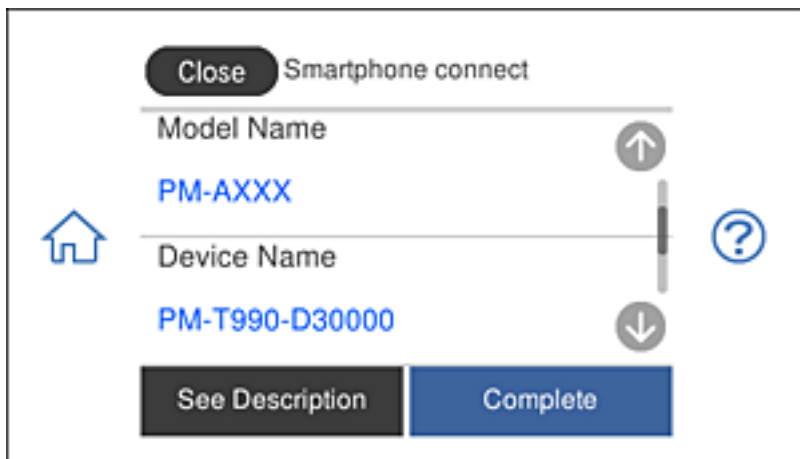 Close Smartphone connect
Model Name
PM-AXXX
Device Name
PM-T990-D30000
See Description Complete